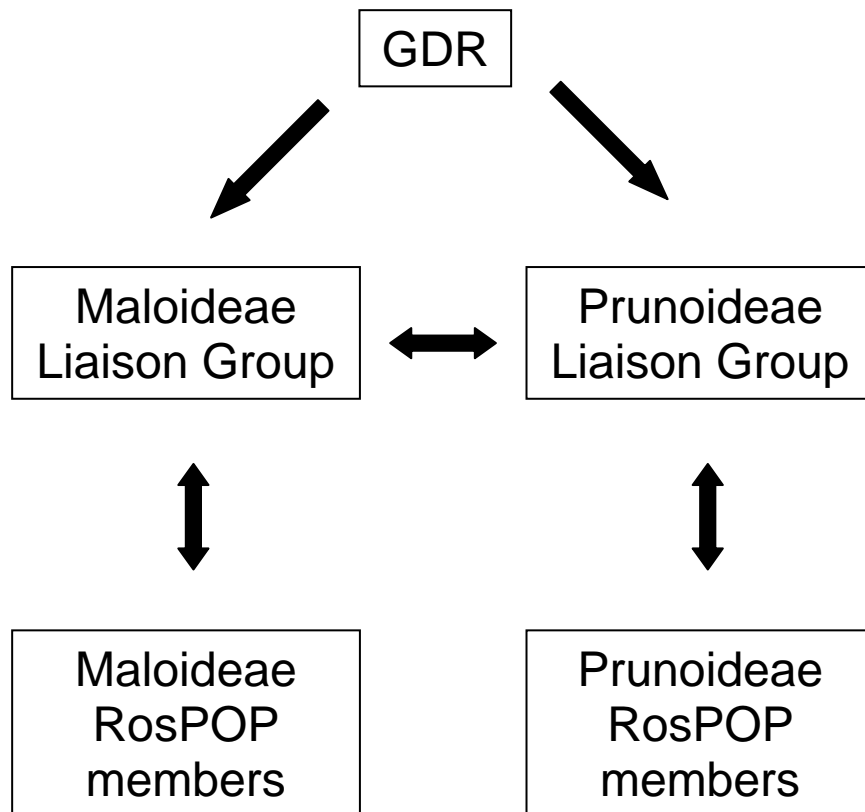 GDR
Maloideae
Liaison Group
Prunoideae
Liaison Group
Maloideae
RosPOP
members
Prunoideae
RosPOP
members